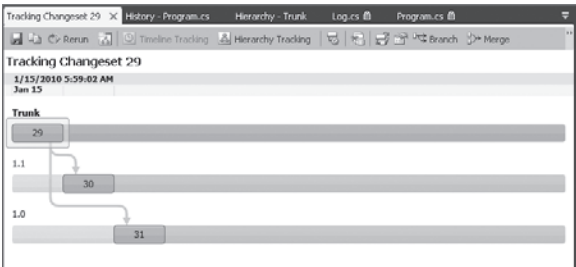 Tracking Changeset 29 X History - Program.cs Hierarchy - Trunk Log.cs Program.cs
Rerun Timeline Tracking Hierarchy Tracking Branch Merge
Tracking Changeset 29
1/15/2010 5:59:02 AM
Jan 15
Trunk
29
1.1
30
1.0
31